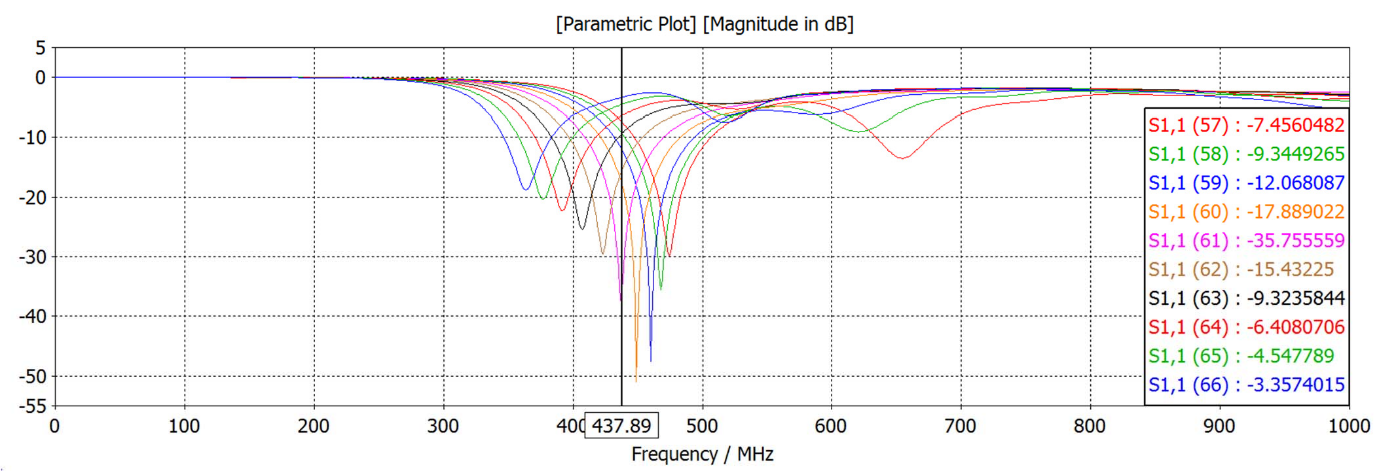 [Parametric Plot] [Magnitude in dB]
5
0
-10
-20
-30
-40
-50
-55
S1,1 (57) : -7.4560482
S1,1 (58) : -9.3449265
S1,1 (59) : -12.068087
S1,1 (60) : -17.889022
S1,1 (61) : -35.755559
S1,1 (62) : -15.43225
S1,1 (63) : -9.3235844
S1,1 (64) : -6.4080706
S1,1 (65) : -4.547789
S1,1 (66) : -3.3574015
0 100 200 300 400 437.89 500 600 700 800 900 1000
Frequency / MHz